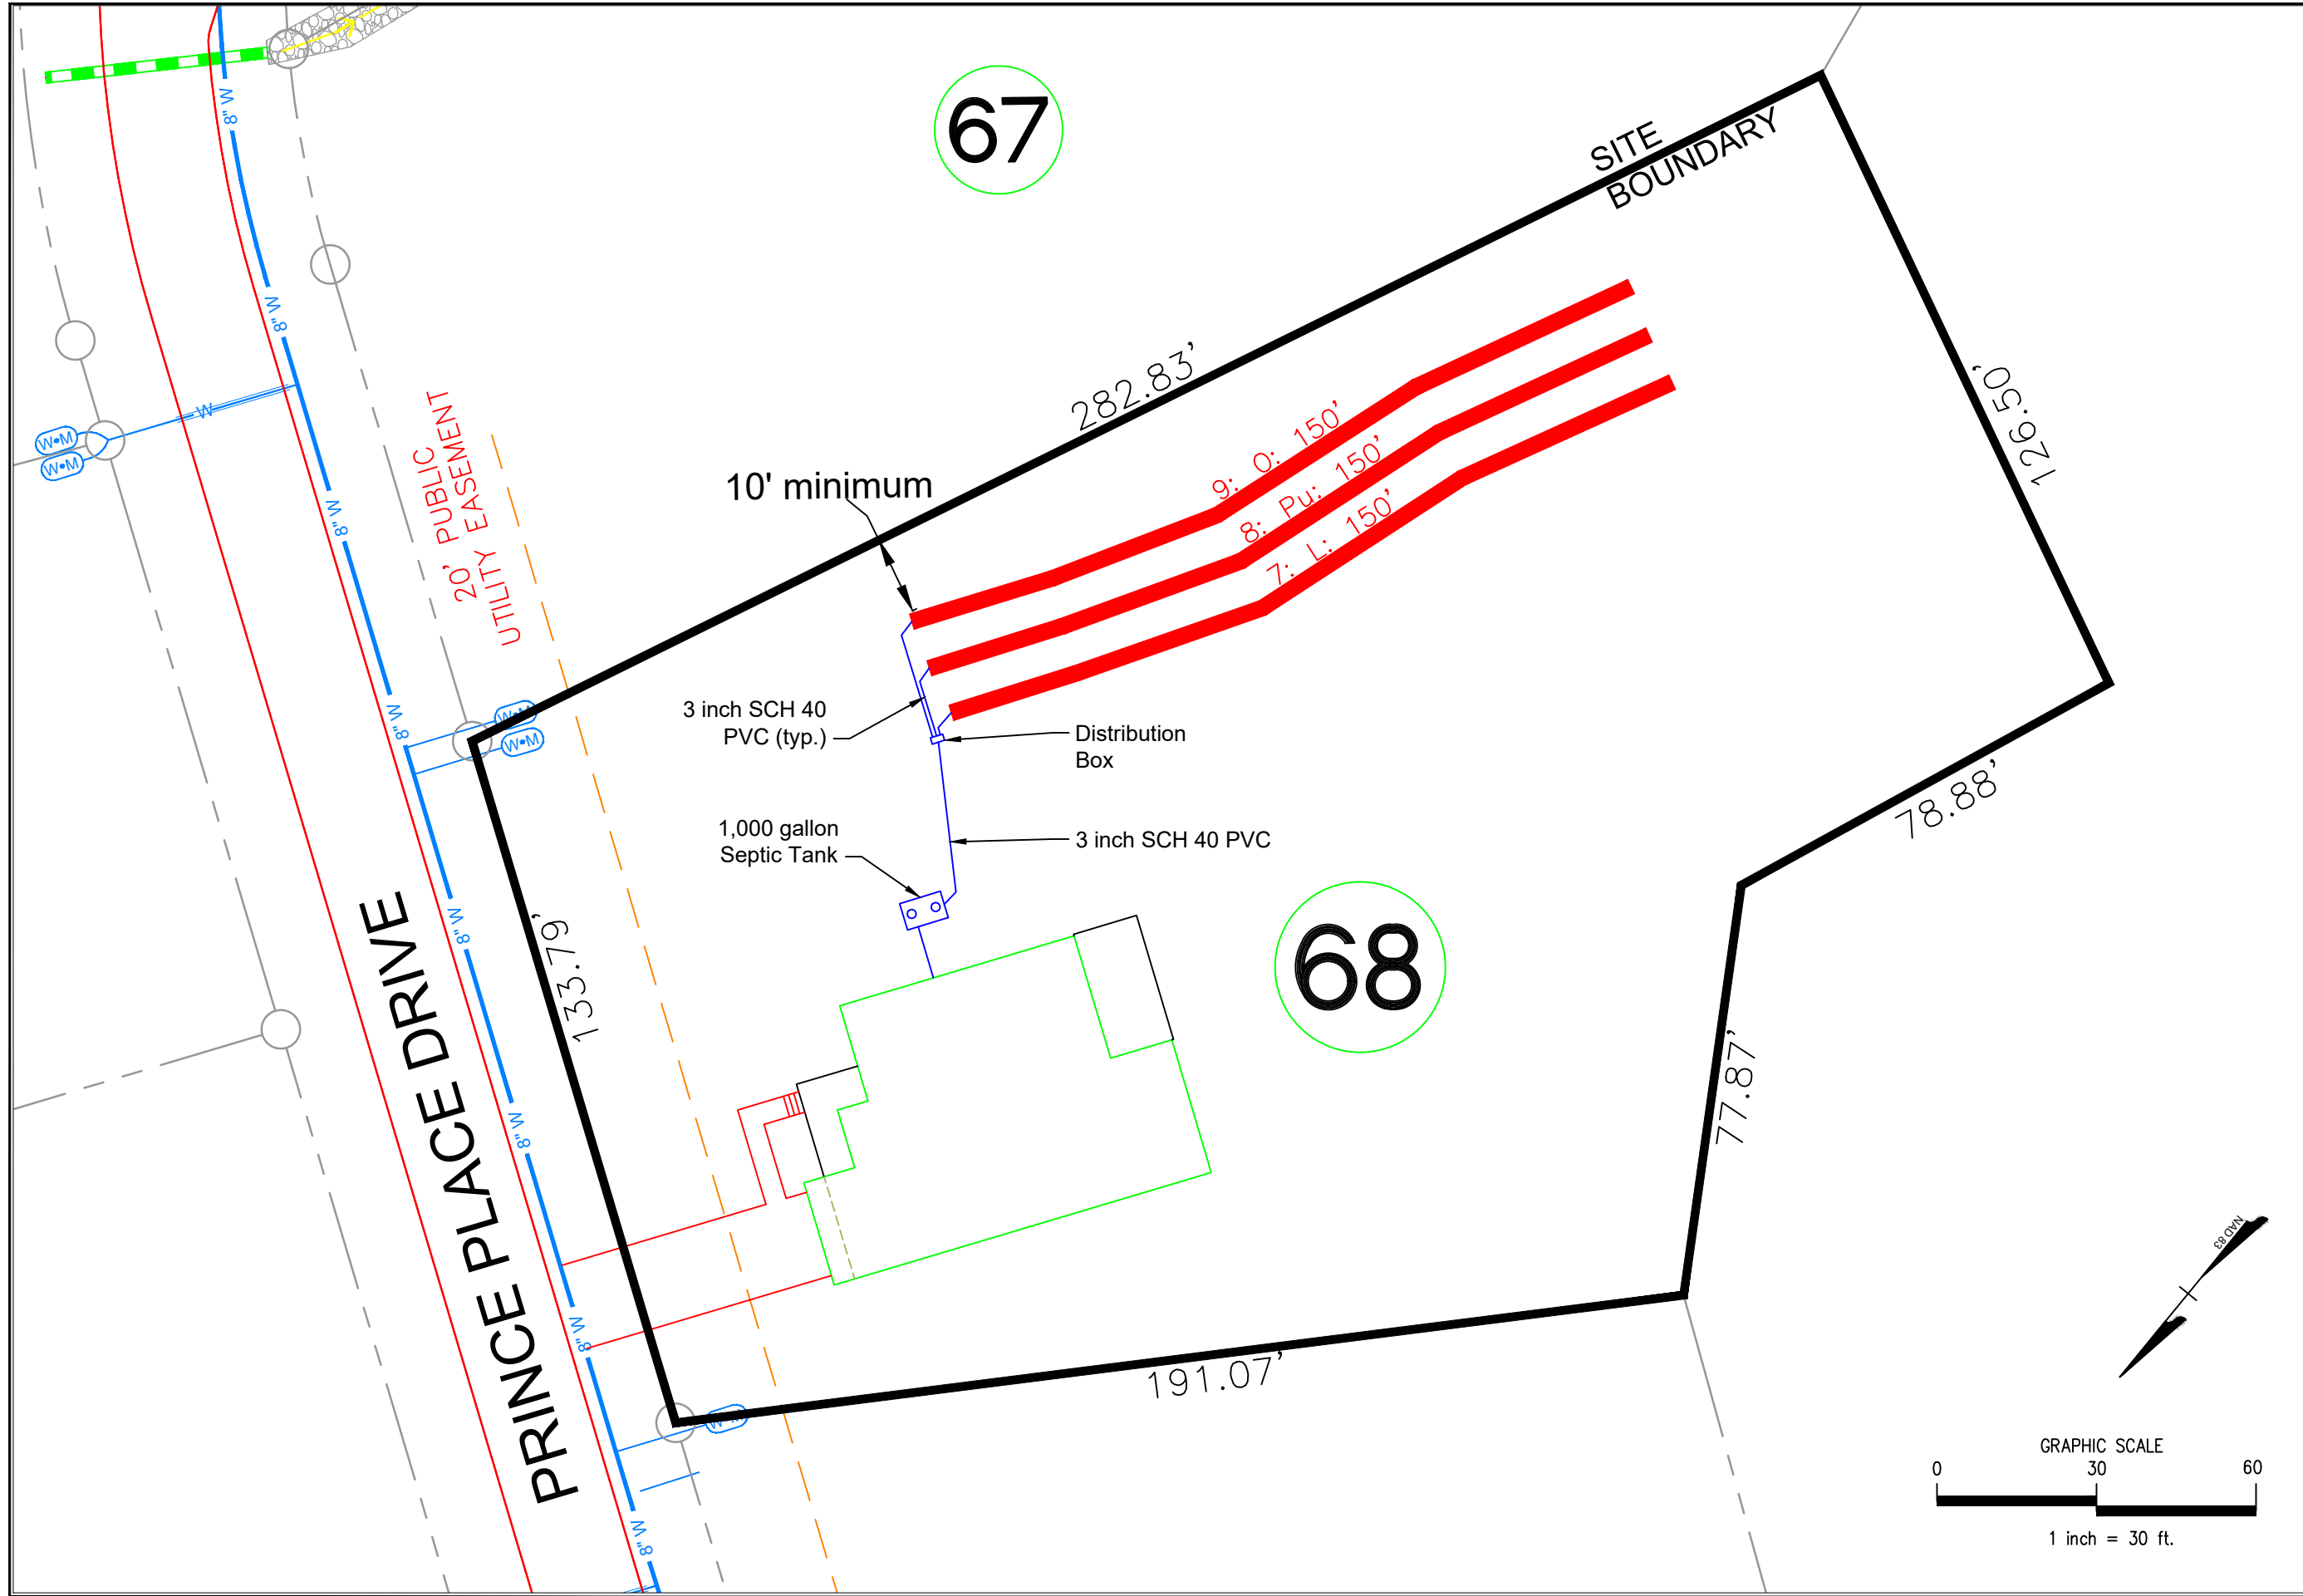 67
SITE
BOUNDARY
282.83'
126.50'
10' minimum
20' PUBLIC
UTILITY EASEMENT
9: O: 150'
8: Pu: 150'
7: L: 150'
3 inch SCH 40
PVC (typ.)
Distribution
Box
1,000 gallon
Septic Tank
3 inch SCH 40 PVC
78.88'
68
133.79'
77.87'
191.07'
PRINCE PLACE DRIVE
8" W
8" W
8" W
8" W
8" W
8" W
8" W
8" W
W
W•M
W•M
W•M
W•M
W•M
NAD 83
GRAPHIC SCALE
0 30 60
1 inch = 30 ft.